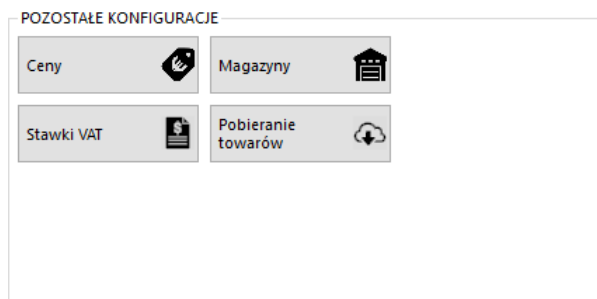 POZOSTAŁE KONFIGURACJE
Ceny
Magazyny
Stawki VAT
Pobieranie
towarów